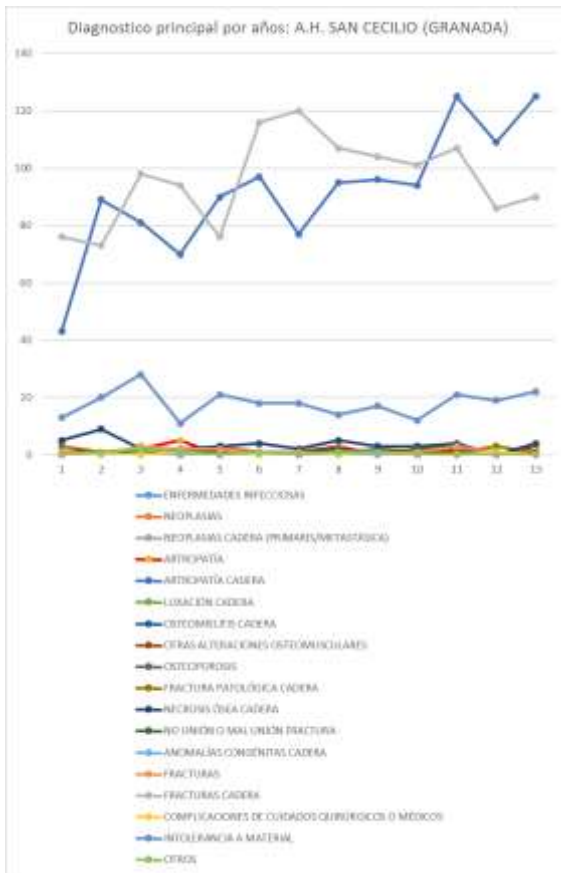 Diagnostico principal por años: A.H. SAN CECILIO (GRANADA)
140
120
100
80
60
40
20
0
1 2 3 4 5 6 7 8 9 10 11 12 13
ENFERMEDADES INFECCIOSAS
NEOPLASIAS
NEOPLASIAS CADERA (PRIMARIS/METASTÁSICA)
ARTROPATÍA
ARTROPATÍA CADERA
LUXACIÓN CADERA
OSTEOMIELITIS CADERA
OTRAS ALTERACIONES OSTEOMUSCULARES
OSTEOPOROSIS
FRACTURA PATOLÓGICA CADERA
NECROSIS ÓSEA CADERA
NO UNIÓN O MAL UNIÓN FRACTURA
ANOMALÍAS CONGÉNITAS CADERA
FRACTURAS
FRACTURAS CADERA
COMPLICACIONES DE CUIDADOS QUIRÚRGICOS O MÉDICOS
INTOLERANCIA A MATERIAL
OTROS